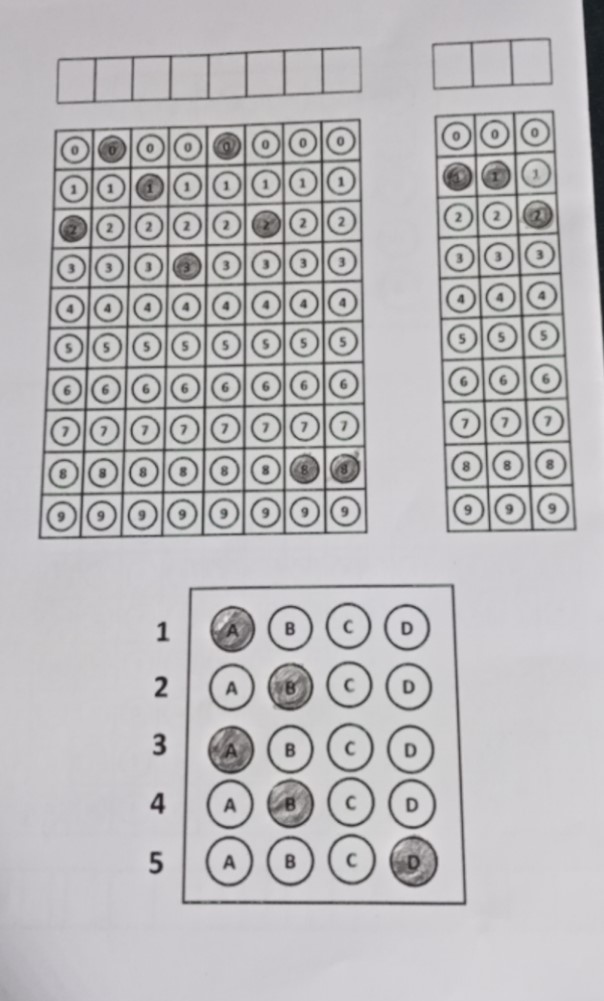 0 0 0 0 0 0 0 0
1 1 1 1 1 1 1 1
2 2 2 2 2 2 2 2
3 3 3 3 3 3 3 3
4 4 4 4 4 4 4 4
5 5 5 5 5 5 5 5
6 6 6 6 6 6 6 6
7 7 7 7 7 7 7 7
8 8 8 8 8 8 8 8
9 9 9 9 9 9 9 9
0 0 0
1 1 1
2 2 2
3 3 3
4 4 4
5 5 5
6 6 6
7 7 7
8 8 8
9 9 9
1 A B C D
2 A B C D
3 A B C D
4 A B C D
5 A B C D